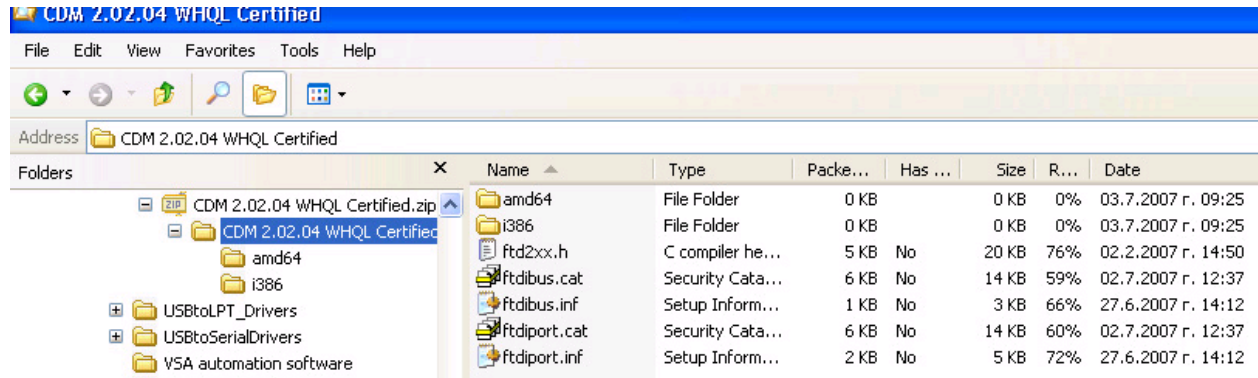 CDM 2.02.04 WHQL Certified
File Edit View Favorites Tools Help
Address CDM 2.02.04 WHQL Certified
Folders X Name Type Packe... Has ... Size R... Date
ZIP CDM 2.02.04 WHQL Certified.zip amd64 File Folder 0 KB 0 KB 0% 03.7.2007 г. 09:25
CDM 2.02.04 WHQL Certified i386 File Folder 0 KB 0 KB 0% 03.7.2007 г. 09:25
amd64 ftd2xx.h C compiler he... 5 KB No 20 KB 76% 02.2.2007 г. 14:50
i386 ftdibus.cat Security Cata... 6 KB No 14 KB 59% 02.7.2007 г. 12:37
USBtoLPT_Drivers ftdibus.inf Setup Inform... 1 KB No 3 KB 66% 27.6.2007 г. 14:12
USBtoSerialDrivers ftdiport.cat Security Cata... 6 KB No 14 KB 60% 02.7.2007 г. 12:37
VSA automation software ftdiport.inf Setup Inform... 2 KB No 5 KB 72% 27.6.2007 г. 14:12